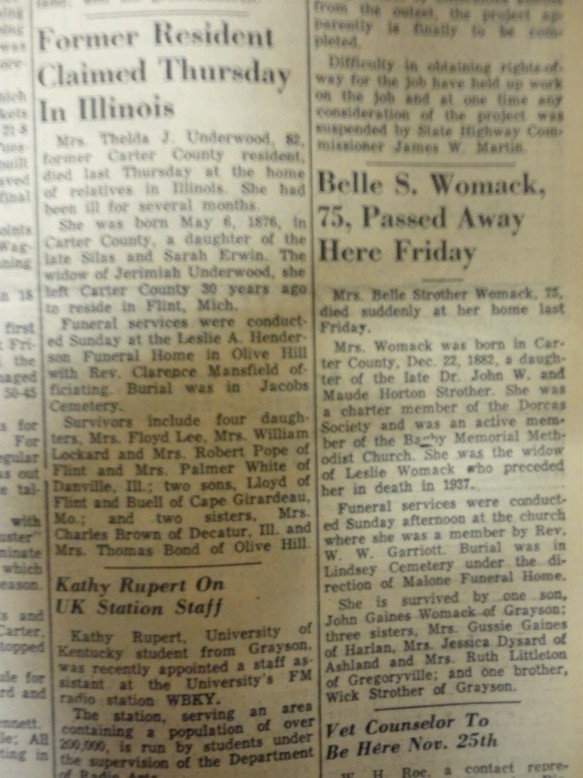 Former Resident
Claimed Thursday
In Illinois
Mrs. Thelda J. Underwood, 82,
former Carter County resident,
died last Thursday at the home
of relatives in Illinois. She had
been ill for several months.
She was born May 6, 1876, in
Carter County, a daughter of the
late Silas and Sarah Erwin. The
widow of Jerimiah Underwood, she
left Carter County 30 years ago
to reside in Flint, Mich.
Funeral services were conduct-
ed Sunday at the Leslie A. Hender-
son Funeral Home in Olive Hill
with Rev. Clarence Mansfield of-
ficiating. Burial was in Jacobs
Cemetery.
Survivors include four daugh-
ters, Mrs. Floyd Lee, Mrs. William
Lockard and Mrs. Robert Pope of
Flint and Mrs. Palmer White of
Danville, Ill.; two sons, Lloyd of
Flint and Buell of Cape Girardeau,
Mo.; and two sisters, Mrs.
Charles Brown of Decatur, Ill. and
Mrs. Thomas Bond of Olive Hill.
Kathy Rupert On
UK Station Staff
Kathy Rupert, University of
Kentucky student from Grayson,
was recently appointed a staff as-
sistant at the University's FM
radio station WBKY.
The station, serving an area
containing a population of over
200,000, is run by students under
the supervision of the Department
of Radio Arts
from the outset, the project ap-
parently is finally to be com-
pleted.
Difficulty in obtaining rights-of-
way for the job have held up work
on the job and at one time any
consideration of the project was
suspended by State Highway Com-
missioner James W. Martin.
Belle S. Womack,
75, Passed Away
Here Friday
Mrs. Belle Strother Womack, 75,
died suddenly at her home last
Friday.
Mrs. Womack was born in Car-
ter County, Dec. 22, 1882, a daugh-
ter of the late Dr. John W. and
Maude Horton Strother. She was
a charter member of the Dorcas
Society and was an active mem-
ber of the Memorial Meth-
odist Church. She was the widow
of Leslie Womack who preceded
her in death in 1937.
Funeral services were conduct-
ed Sunday afternoon at the church
where she was a member by Rev.
W. W. Garriott. Burial was in
Lindsey Cemetery under the di-
rection of Malone Funeral Home.
She is survived by one son,
John Gaines Womack of Grayson;
three sisters, Mrs. Gussie Gaines
of Harlan, Mrs. Jessica Dysard of
Ashland and Mrs. Ruth Littleton
of Gregoryville; and one brother,
Wick Strother of Grayson.
Vet Counselor To
Be Here Nov. 25th
W. H. Roe, a contact repre-